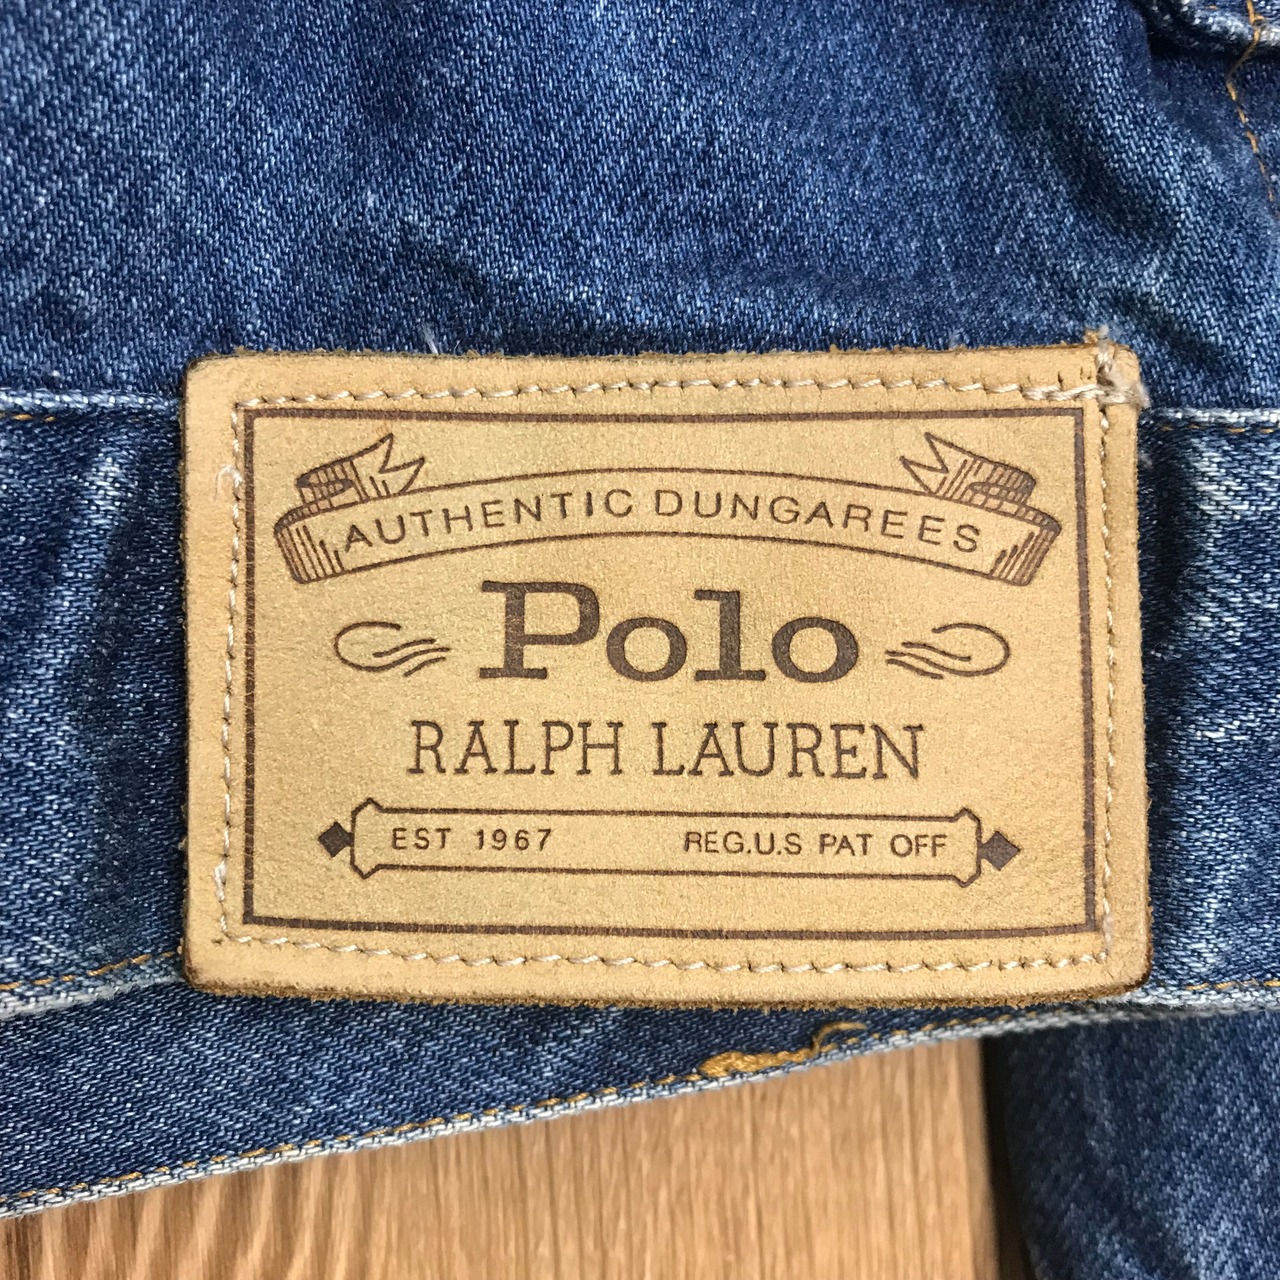 AUTHENTIC DUNGAREES
Polo
RALPH LAUREN
EST 1967 REG.U.S PAT OFF